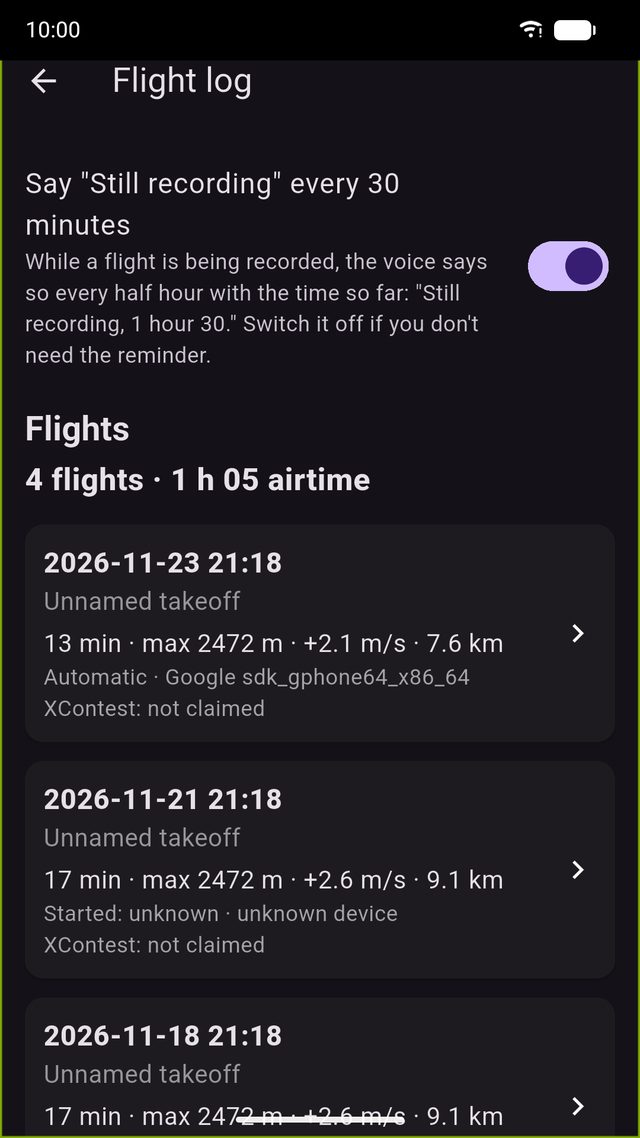 10:00
Flight log
Say "Still recording" every 30
minutes
While a flight is being recorded, the voice says
so every half hour with the time so far: "Still
recording, 1 hour 30." Switch it off if you don't
need the reminder.
Flights
4 flights · 1 h 05 airtime
2026-11-23 21:18
Unnamed takeoff
13 min · max 2472 m · +2.1 m/s · 7.6 km
Automatic · Google sdk_gphone64_x86_64
XContest: not claimed
2026-11-21 21:18
Unnamed takeoff
17 min · max 2472 m · +2.6 m/s · 9.1 km
Started: unknown · unknown device
XContest: not claimed
2026-11-18 21:18
Unnamed takeoff
17 min · max 2472 m · +2.6 m/s · 9.1 km